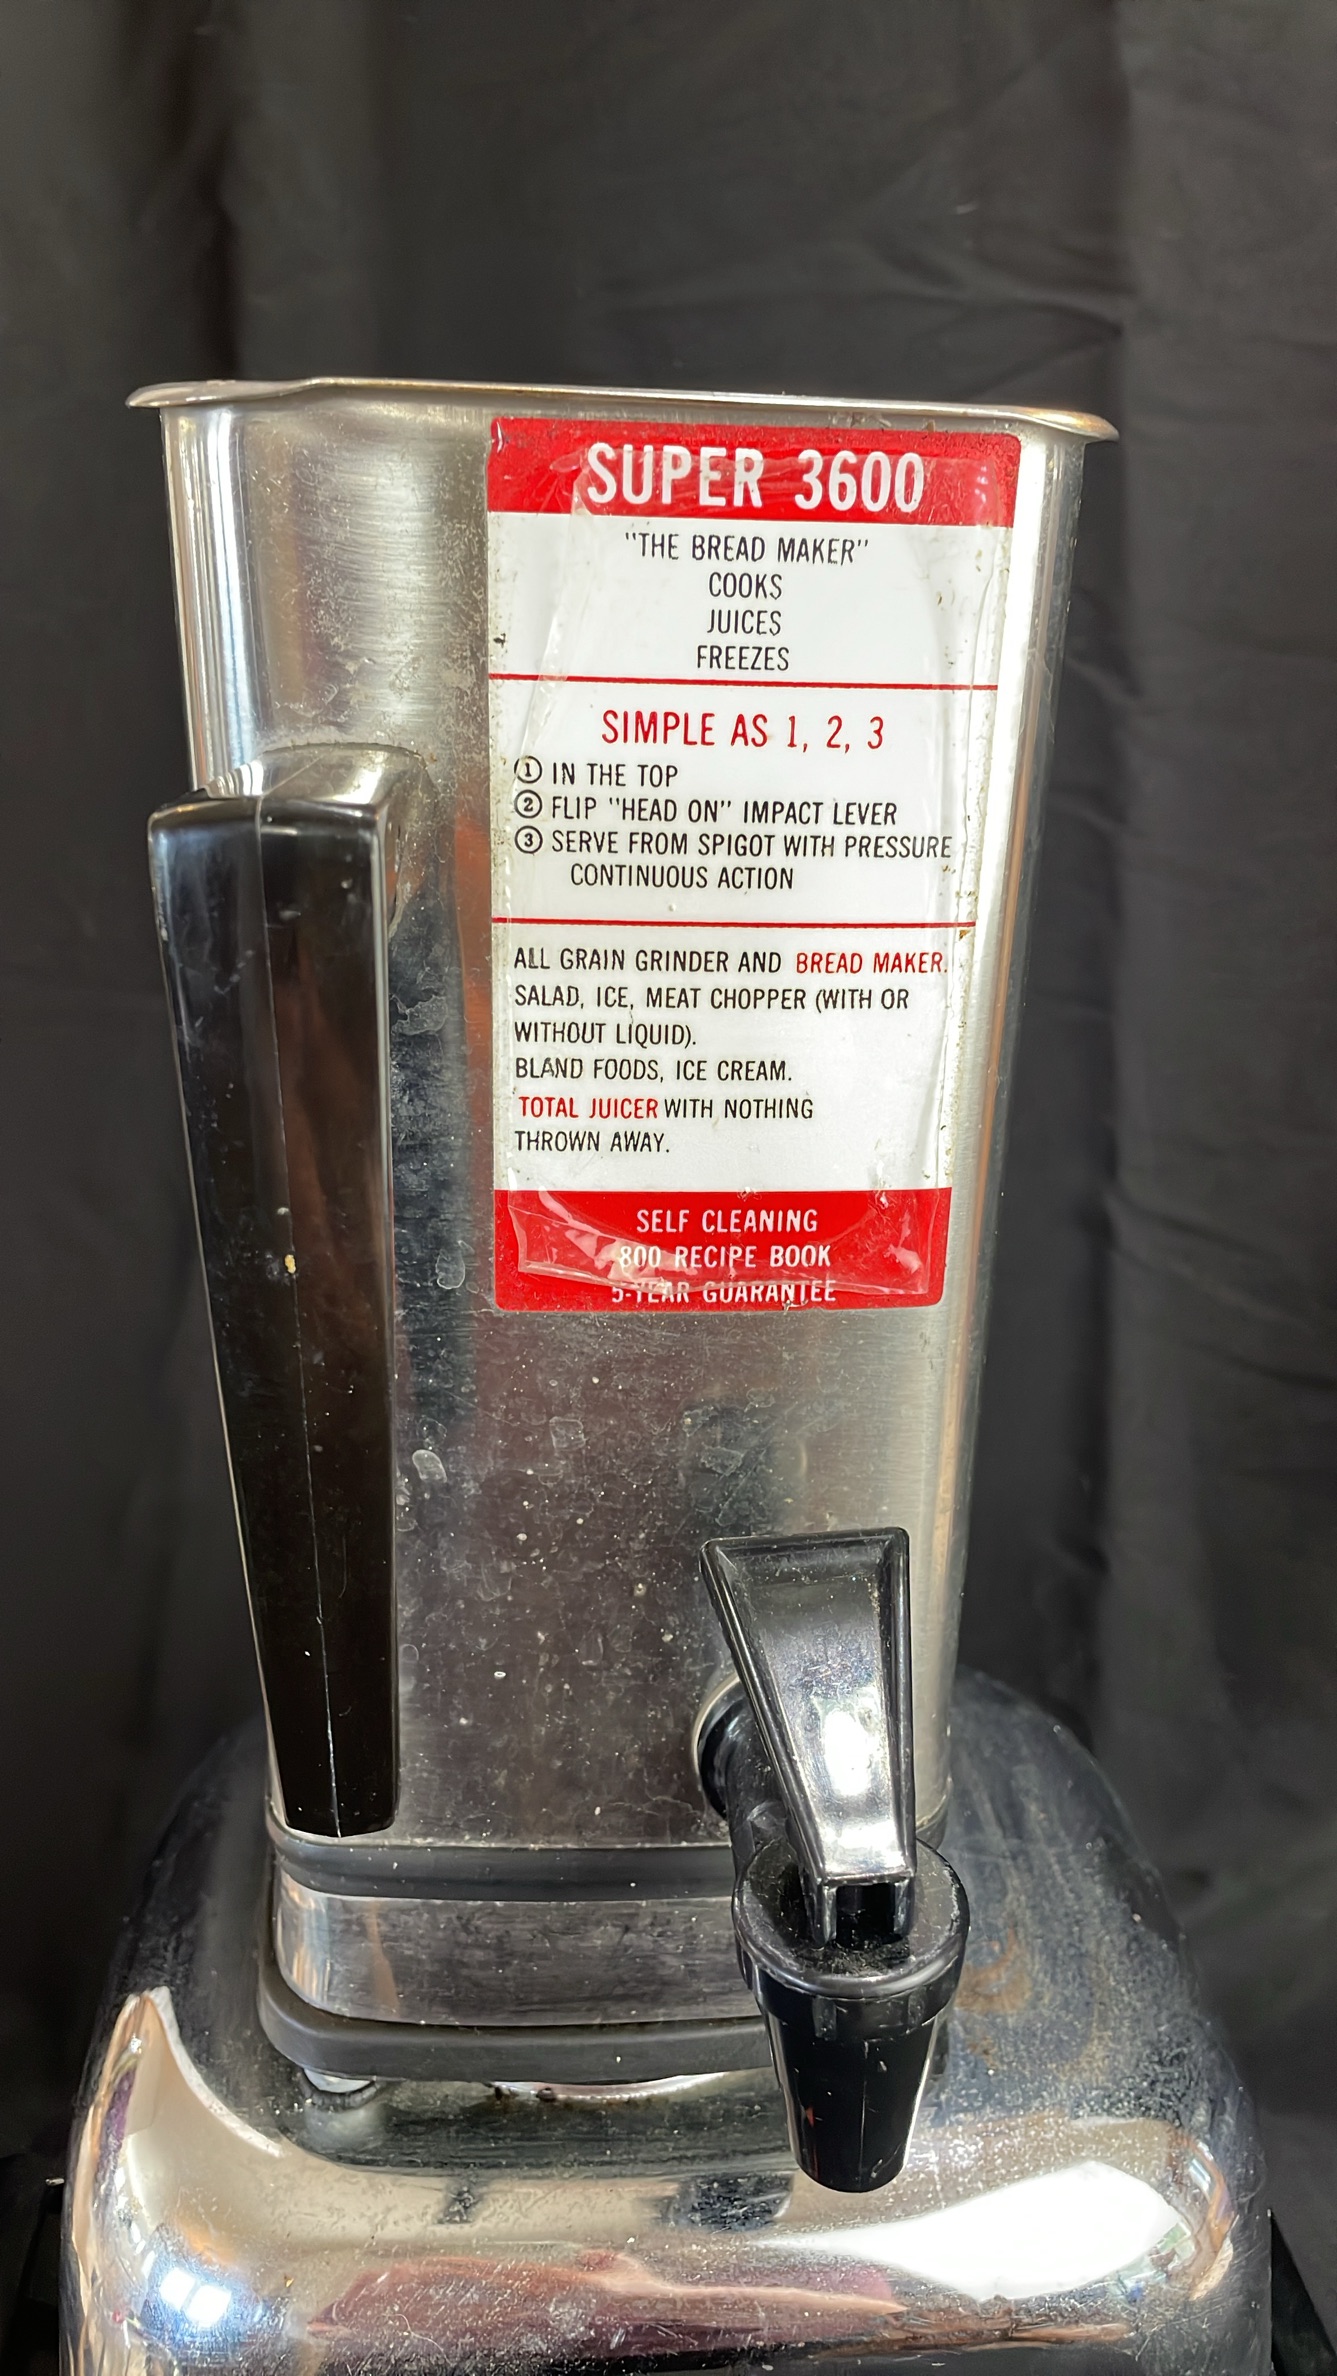 SUPER 3600
"THE BREAD MAKER"
COOKS
JUICES
FREEZES
SIMPLE AS 1, 2, 3
① IN THE TOP
② FLIP "HEAD ON" IMPACT LEVER
③ SERVE FROM SPIGOT WITH PRESSURE
CONTINUOUS ACTION
ALL GRAIN GRINDER AND BREAD MAKER.
SALAD, ICE, MEAT CHOPPER (WITH OR
WITHOUT LIQUID).
BLAND FOODS, ICE CREAM.
TOTAL JUICER WITH NOTHING
THROWN AWAY.
SELF CLEANING
800 RECIPE BOOK
5-YEAR GUARANTEE